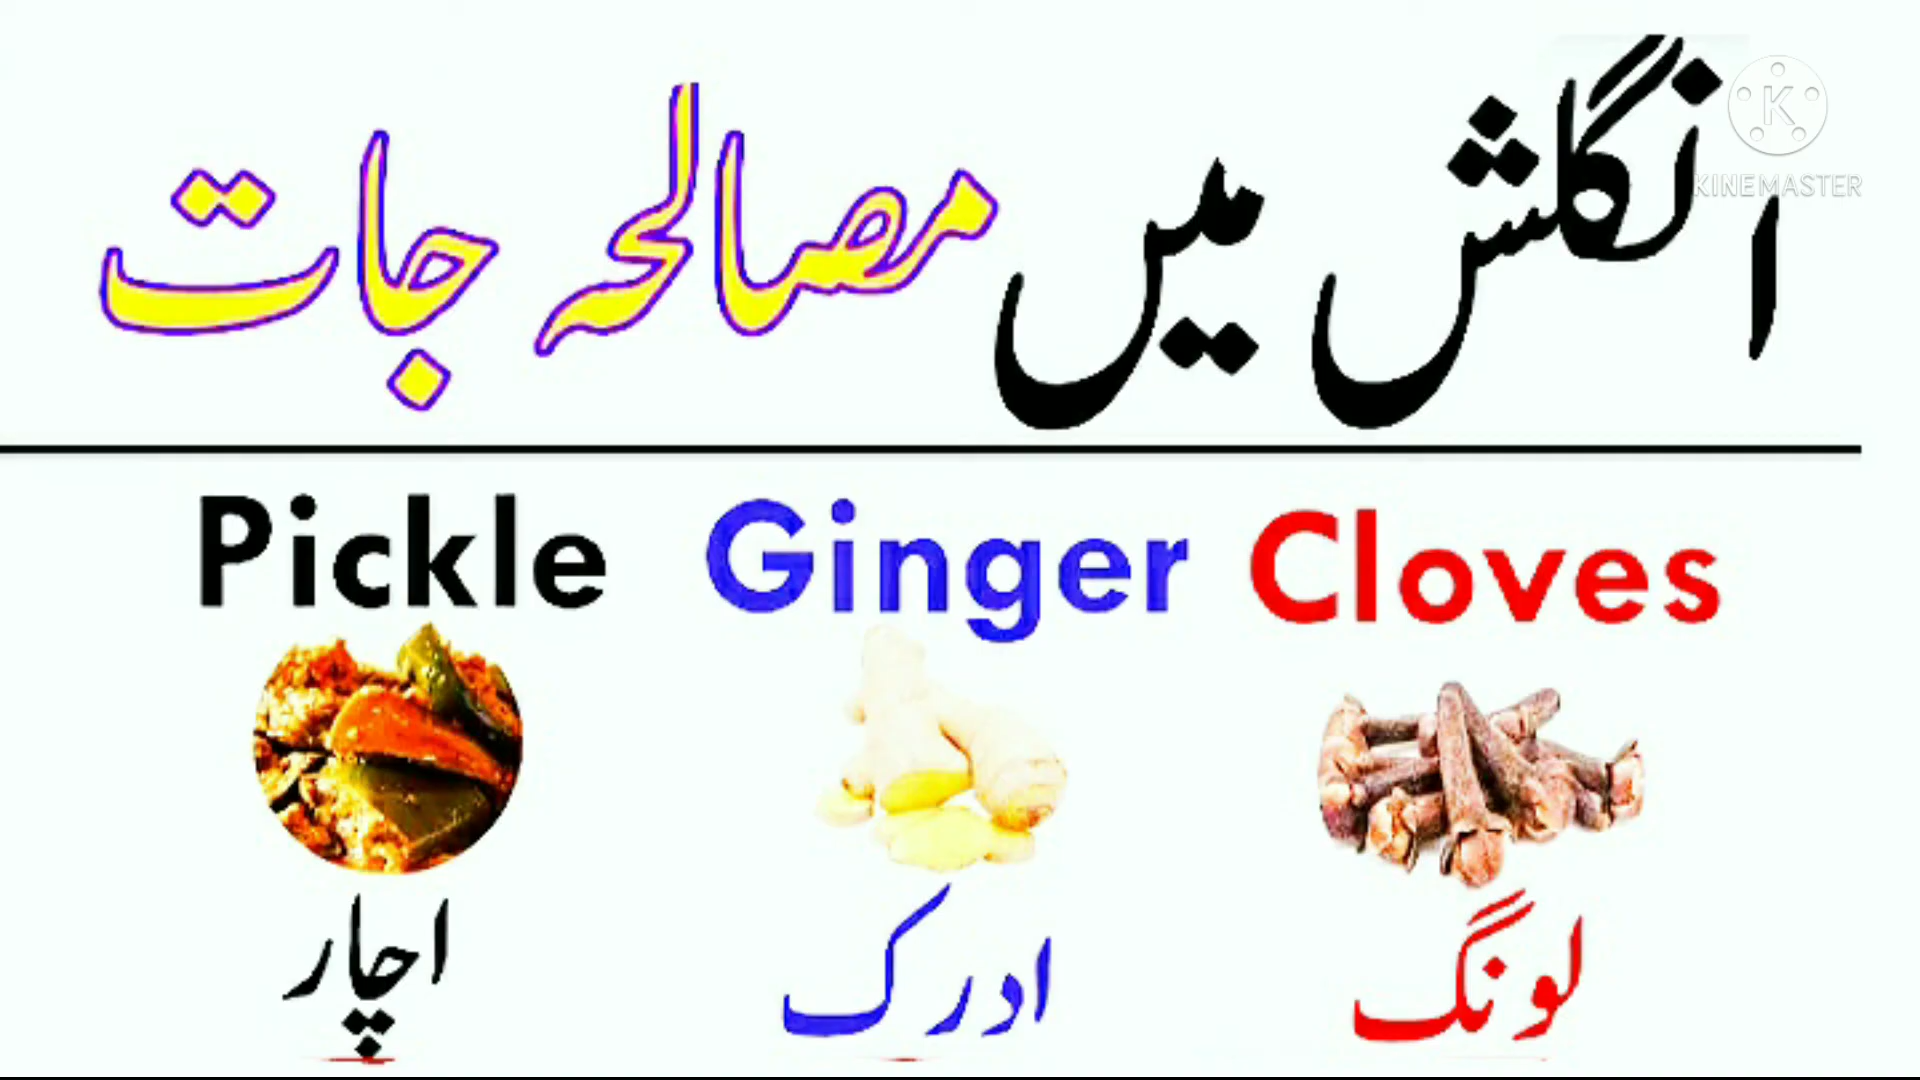 انگلش میں مصالحہ جات
KINEMASTER
Pickle Ginger Cloves
اچار ادرک لونگ